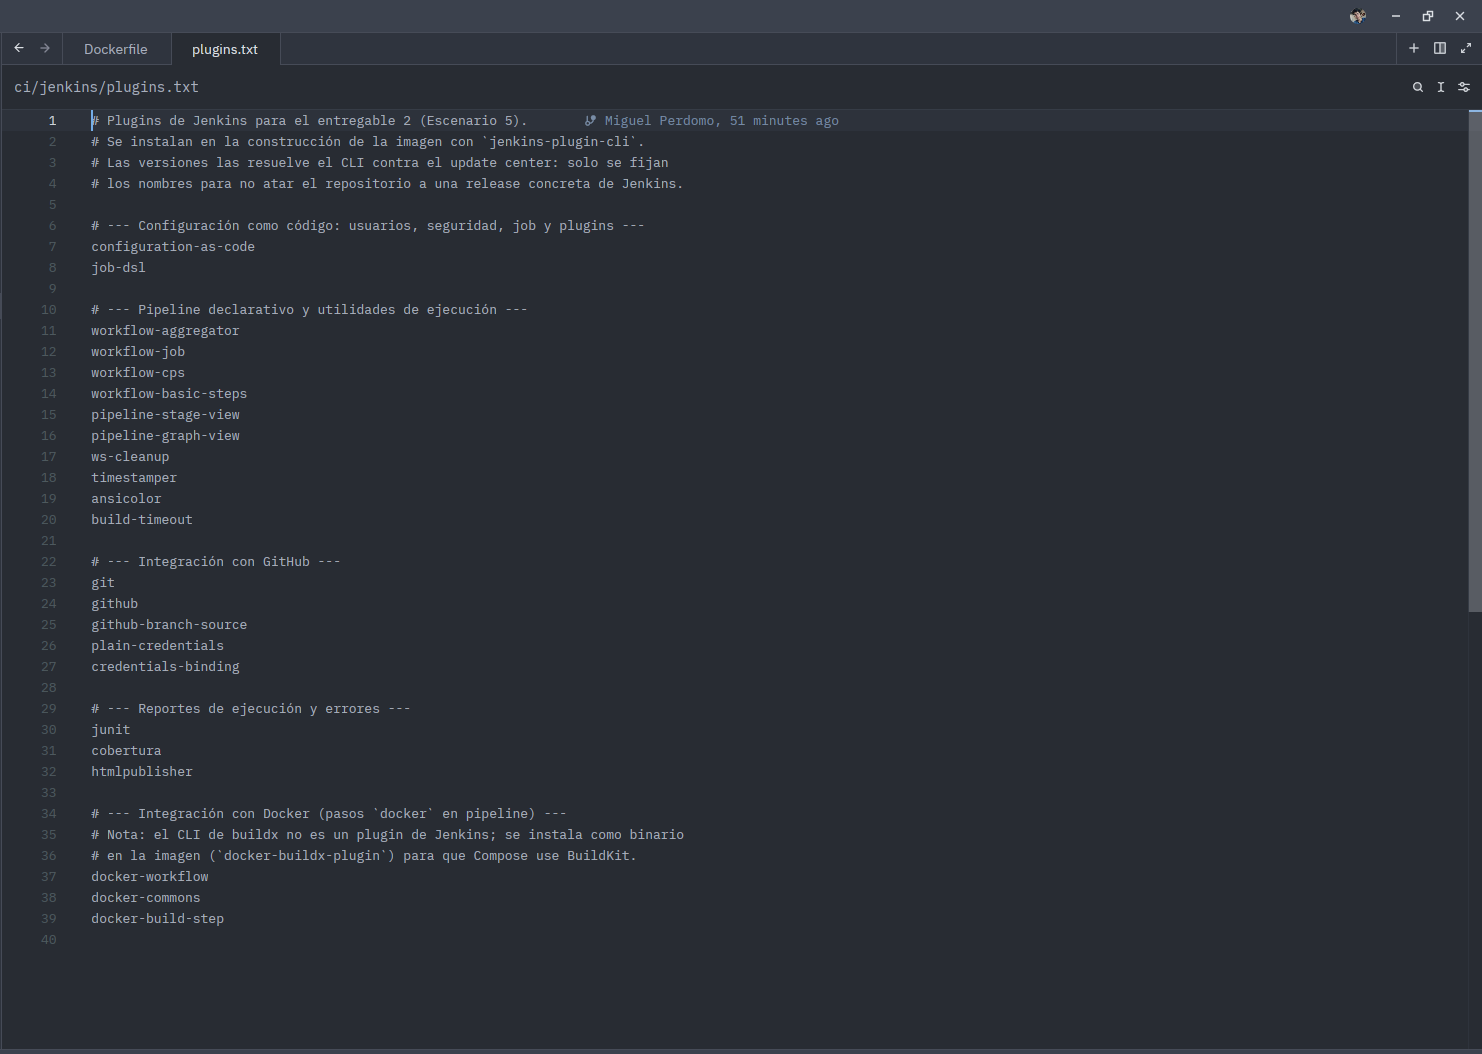 Dockerfile
plugins.txt
ci/jenkins/plugins.txt
1 # Plugins de Jenkins para el entregable 2 (Escenario 5). Miguel Perdomo, 51 minutes ago
2 # Se instalan en la construcción de la imagen con `jenkins-plugin-cli`.
3 # Las versiones las resuelve el CLI contra el update center: solo se fijan
4 # los nombres para no atar el repositorio a una release concreta de Jenkins.
5
6 # --- Configuración como código: usuarios, seguridad, job y plugins ---
7 configuration-as-code
8 job-dsl
9
10 # --- Pipeline declarativo y utilidades de ejecución ---
11 workflow-aggregator
12 workflow-job
13 workflow-cps
14 workflow-basic-steps
15 pipeline-stage-view
16 pipeline-graph-view
17 ws-cleanup
18 timestamper
19 ansicolor
20 build-timeout
21
22 # --- Integración con GitHub ---
23 git
24 github
25 github-branch-source
26 plain-credentials
27 credentials-binding
28
29 # --- Reportes de ejecución y errores ---
30 junit
31 cobertura
32 htmlpublisher
33
34 # --- Integración con Docker (pasos `docker` en pipeline) ---
35 # Nota: el CLI de buildx no es un plugin de Jenkins; se instala como binario
36 # en la imagen (`docker-buildx-plugin`) para que Compose use BuildKit.
37 docker-workflow
38 docker-commons
39 docker-build-step
40